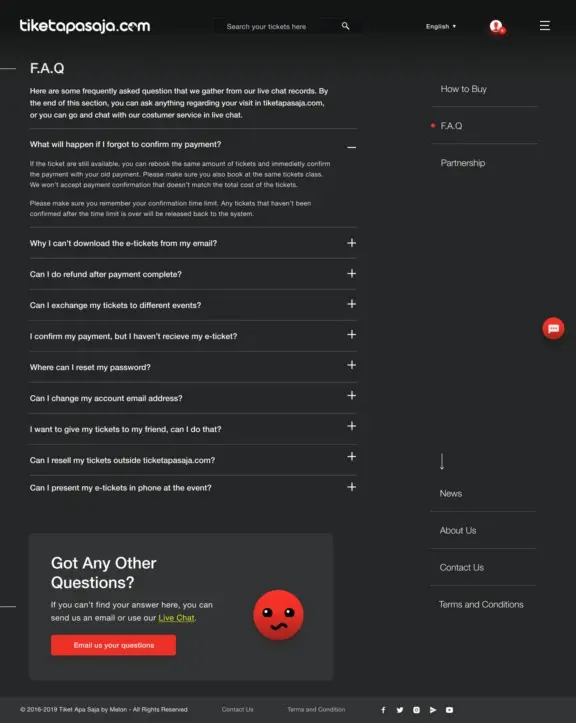 tiketapasaja.com
Search your tickets here
English
F.A.Q
Here are some frequently asked question that we gather from our live chat records. By
the end of this section, you can ask anything regarding your visit in tiketapasaja.com,
or you can go and chat with our costumer service in live chat.
What will happen if I forgot to confirm my payment?
If the ticket are still available, you can rebook the same amount of tickets and immedietly confirm
the payment with your old payment. Please make sure you also book at the same tickets class.
We won't accept payment confirmation that doesn't match the total cost of the tickets.
Please make sure you remember your confirmation time limit. Any tickets that haven't been
confirmed after the time limit is over will be released back to the system.
Why I can't download the e-tickets from my email?
Can I do refund after payment complete?
Can I exchange my tickets to different events?
I confirm my payment, but I haven't recieve my e-ticket?
Where can I reset my password?
Can I change my account email address?
I want to give my tickets to my friend, can I do that?
Can I resell my tickets outside ticketapasaja.com?
Can I present my e-tickets in phone at the event?
How to Buy
F.A.Q
Partnership
News
About Us
Contact Us
Terms and Conditions
Got Any Other
Questions?
If you can't find your answer here, you can
send us an email or use our Live Chat.
Email us your questions
© 2016-2019 Tiket Apa Saja by Melon - All Rights Reserved
Contact Us
Terms and Condition